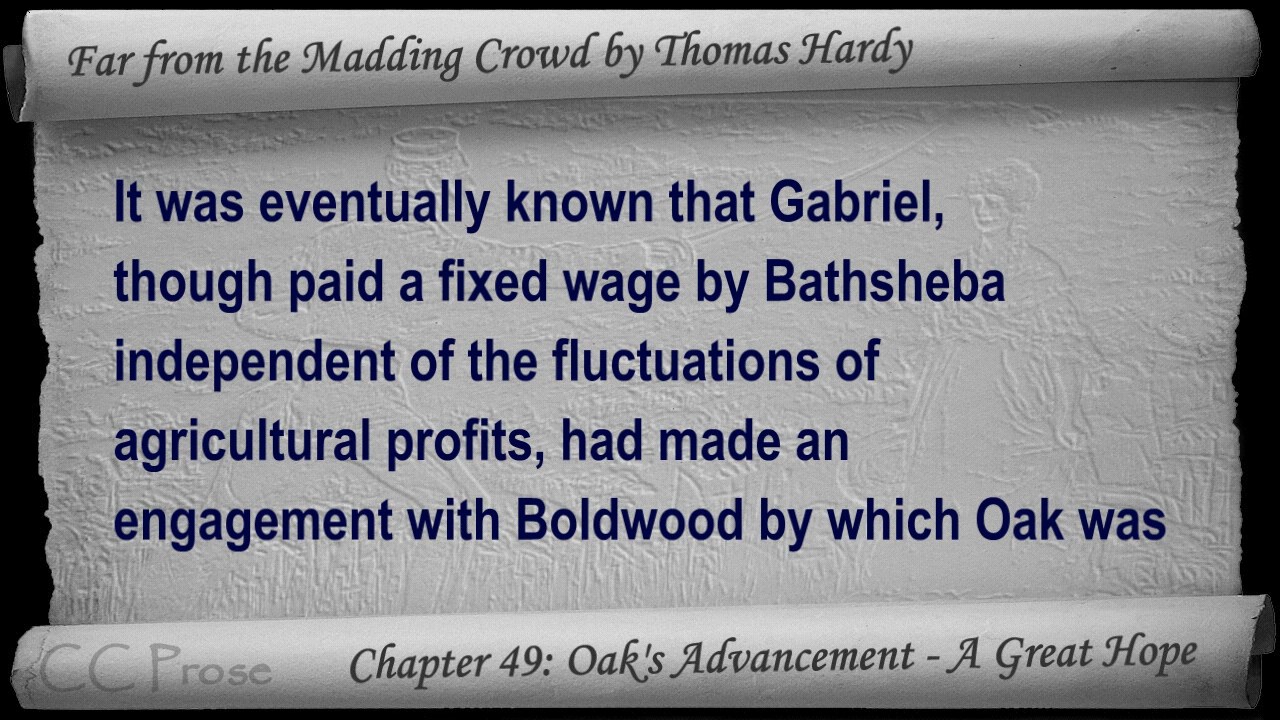 Far from the Madding Crowd by Thomas Hardy
It was eventually known that Gabriel,
though paid a fixed wage by Bathsheba
independent of the fluctuations of
agricultural profits, had made an
engagement with Boldwood by which Oak was
CC Prose
Chapter 49: Oak's Advancement - A Great Hope